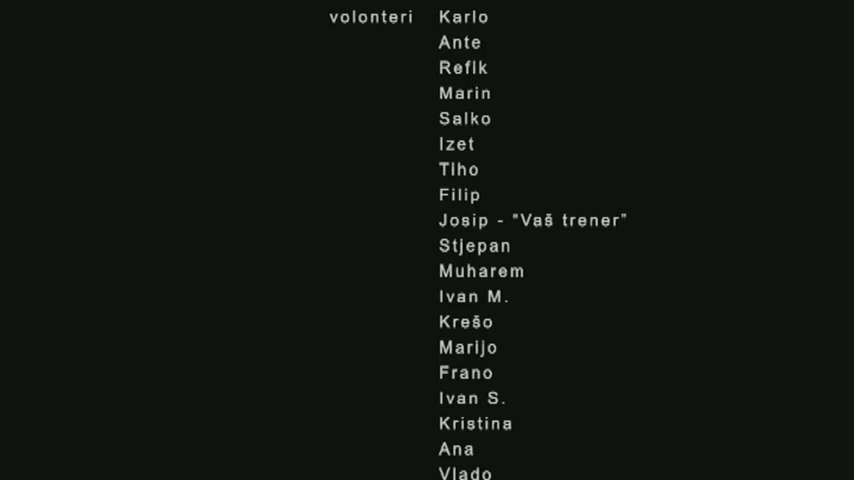 volonteri Karlo
Ante
Refik
Marin
Salko
Izet
Tiho
Filip
Josip - "Vaš trener"
Stjepan
Muharem
Ivan M.
Krešo
Marijo
Frano
Ivan S.
Kristina
Ana
Vlado